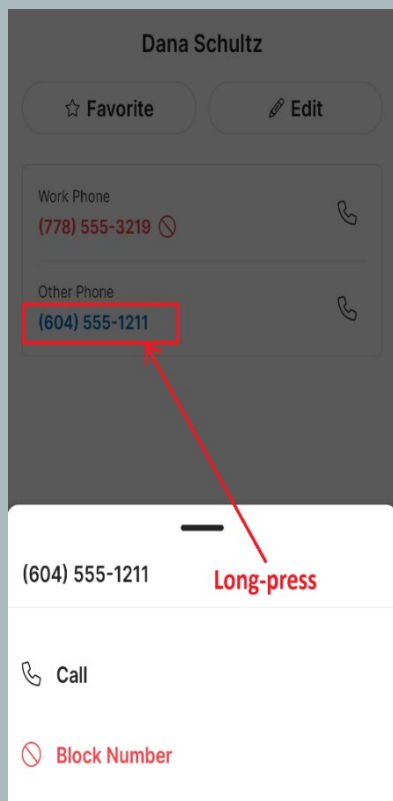 Dana Schultz
Favorite
Edit
Work Phone
(778) 555-3219
Other Phone
(604) 555-1211
(604) 555-1211
Long-press
Call
Block Number